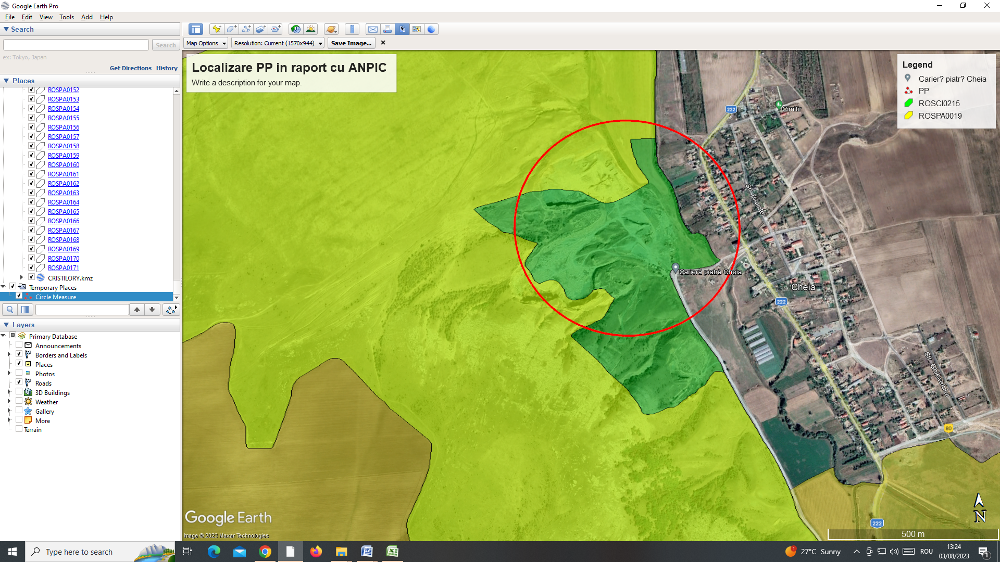 Google Earth Pro
File Edit View Tools Add Help
Search
Search
ex: Tokyo, Japan
Get Directions History
Places
ROSPA0152
ROSPA0153
ROSPA0154
ROSPA0155
ROSPA0156
ROSPA0157
ROSPA0158
ROSPA0159
ROSPA0160
ROSPA0161
ROSPA0162
ROSPA0163
ROSPA0164
ROSPA0165
ROSPA0166
ROSPA0167
ROSPA0168
ROSPA0169
ROSPA0170
ROSPA0171
CRISTILORY.kmz
Temporary Places
Circle Measure
Layers
Primary Database
Announcements
Borders and Labels
Places
Photos
Roads
3D Buildings
Weather
Gallery
More
Terrain
Map Options Resolution: Current (1570x944) Save Image...
Localizare PP in raport cu ANPIC
Write a description for your map.
Legend
Carier? piatr? Cheia
PP
ROSCI0215
ROSPA0019
222
Cimitir
Str. Biruinței
Carieră piatră Cheia
Cheia
222
Str. Ghiocelului
80
222
N
500 m
Google Earth
Image © 2023 Maxar Technologies
Type here to search
1
27°C Sunny
ROU
13:24
03/08/2023
1